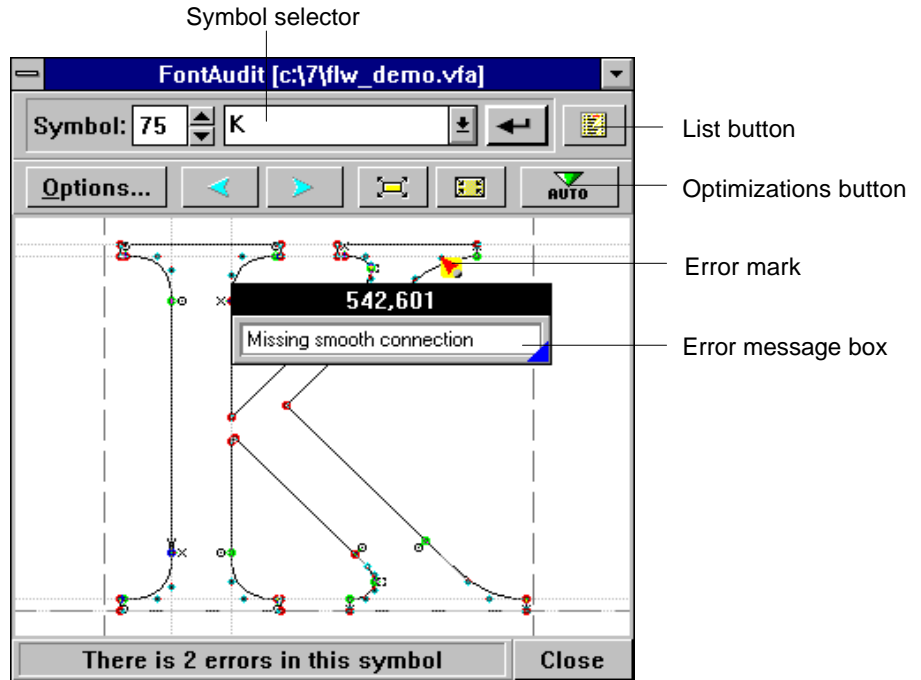 Symbol selector
FontAudit [c:\7\flw_demo.vfa]
Symbol: 75 K
List button
Options... AUTO
Optimizations button
Error mark
542,601
Missing smooth connection
Error message box
There is 2 errors in this symbol Close